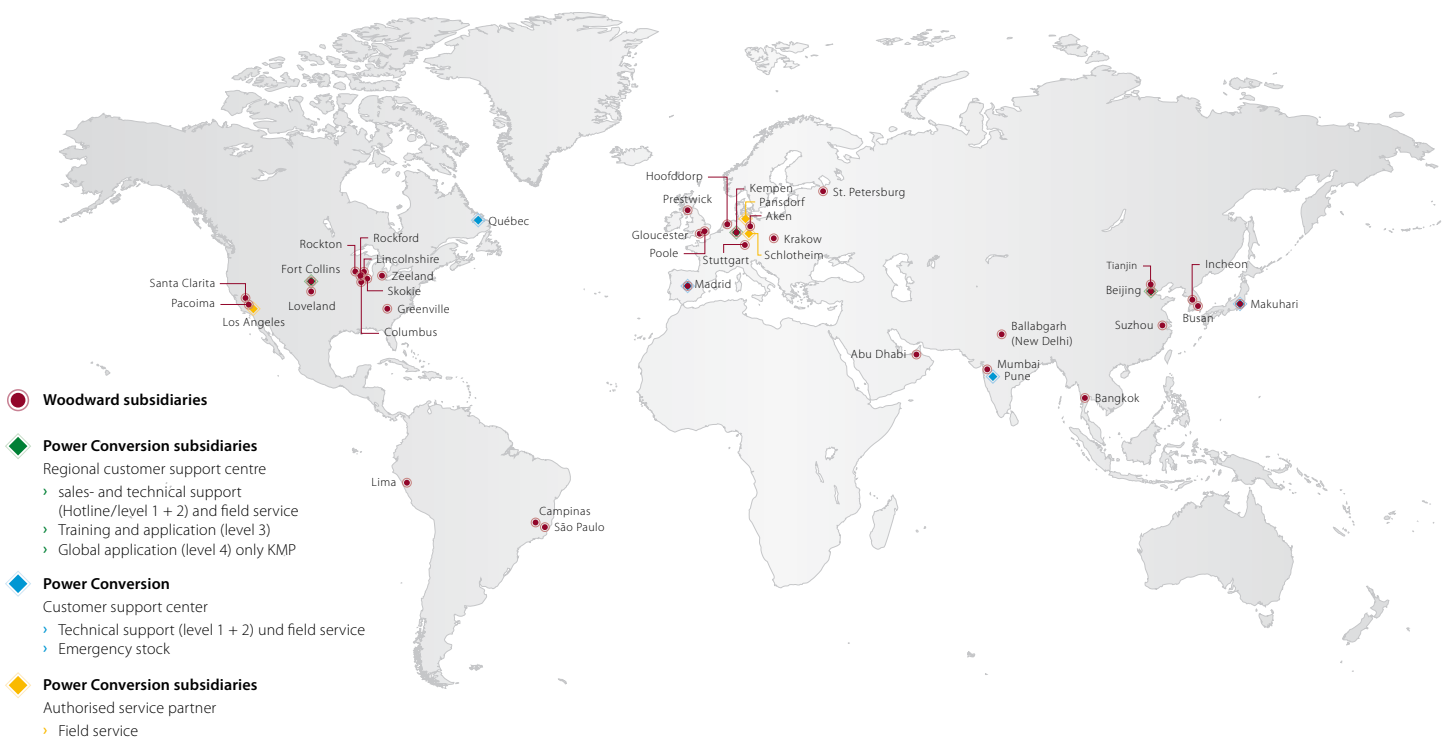 Hoofddorp
Kempen
Pansdorf
St. Petersburg
Prestwick
Aken
Québec
Gloucester
Krakow
Rockford
Rockton
Poole
Stuttgart
Schlotheim
Lincolnshire
Incheon
Tianjin
Fort Collins
Zeeland
Santa Clarita
Madrid
Beijing
Skokie
Pacoima
Loveland
Greenville
Makuhari
Los Angeles
Busan
Suzhou
Columbus
Ballabgarh
(New Delhi)
Abu Dhabi
Mumbai
Pune
Bangkok
Woodward subsidiaries
Power Conversion subsidiaries
Regional customer support centre
› sales- and technical support
(Hotline/level 1 + 2) and field service
› Training and application (level 3)
› Global application (level 4) only KMP
Lima
Campinas
São Paulo
Power Conversion
Customer support center
› Technical support (level 1 + 2) und field service
› Emergency stock
Power Conversion subsidiaries
Authorised service partner
› Field service